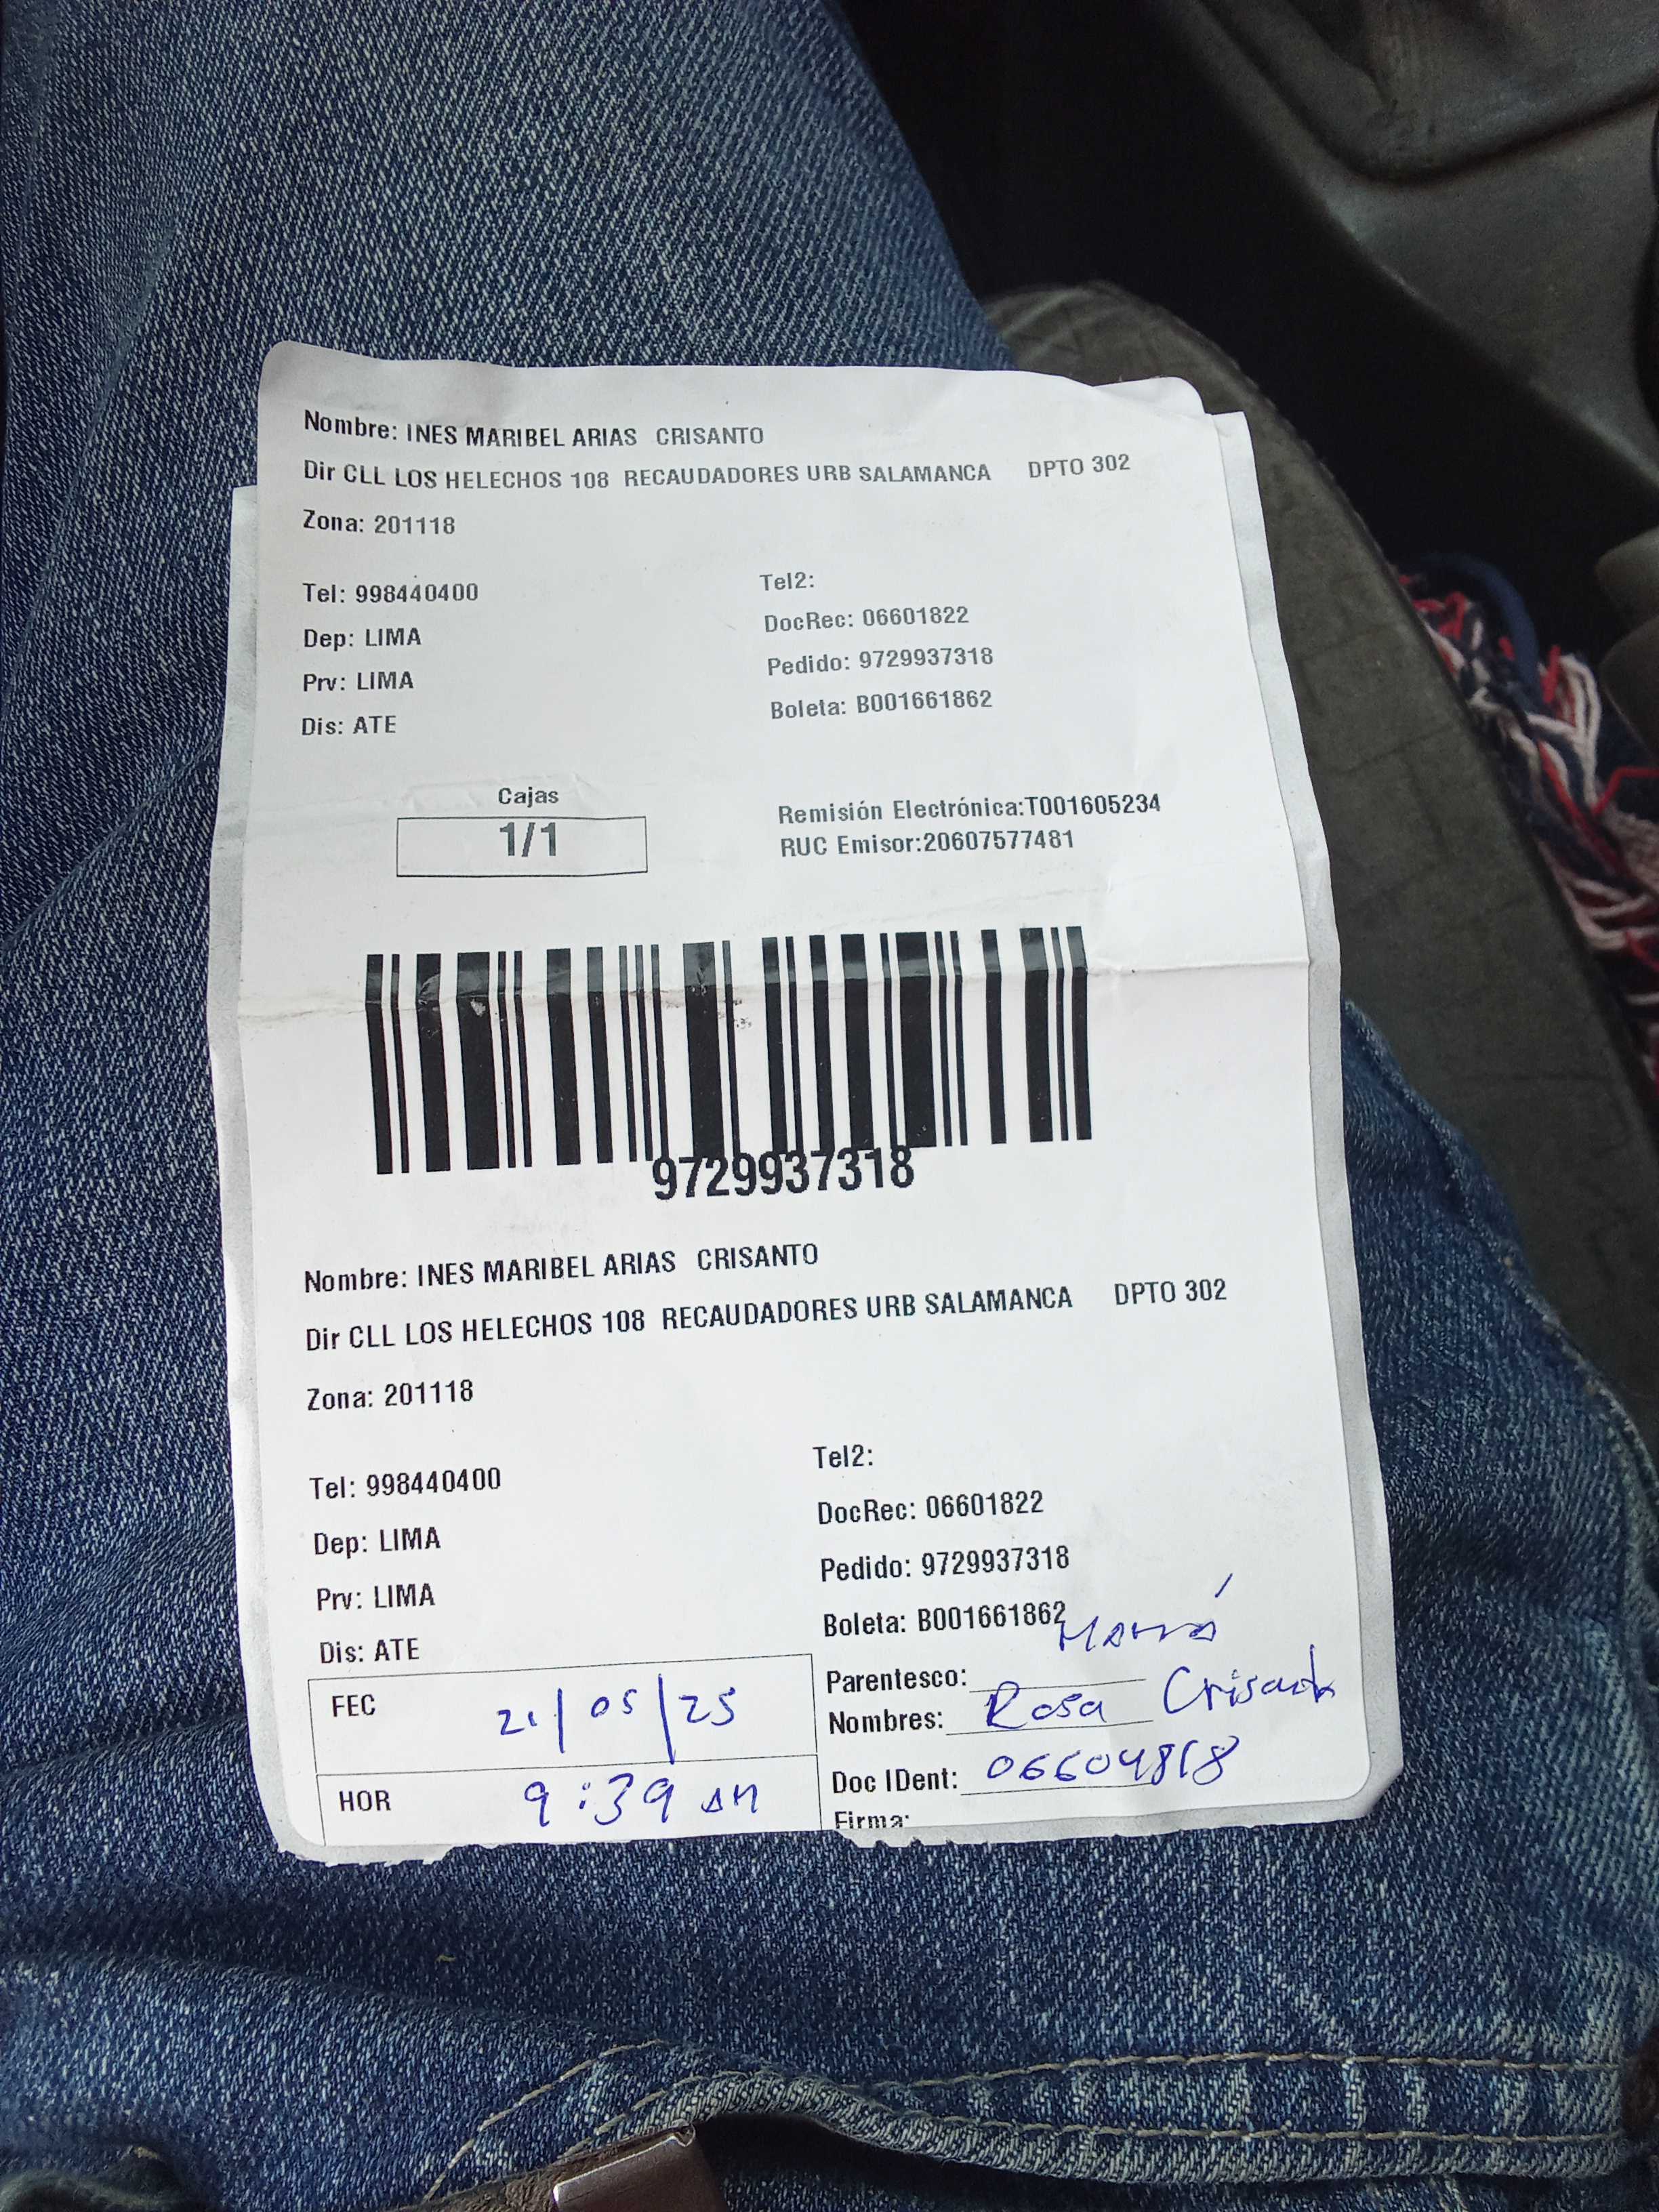 Nombre: INES MARIBEL ARIAS CRISANTO
Dir CLL LOS HELECHOS 108 RECAUDADORES URB SALAMANCA DPTO 302
Zona: 201118
Tel: 998440400
Tel2:
Dep: LIMA
DocRec: 06601822
Prv: LIMA
Pedido: 9729937318
Dis: ATE
Boleta: B001661862
Cajas
1/1
Remisión Electrónica:T001605234
RUC Emisor:20607577481
9729937318
Nombre: INES MARIBEL ARIAS CRISANTO
Dir CLL LOS HELECHOS 108 RECAUDADORES URB SALAMANCA DPTO 302
Zona: 201118
Tel: 998440400
Tel2:
Dep: LIMA
DocRec: 06601822
Prv: LIMA
Pedido: 9729937318
Dis: ATE
Boleta: B001661862
FEC 21/05/25
Parentesco: MAMÁ
Nombres: Rosa Crisanto
HOR 9:39 AM
Doc IDent: 06604818
Firma: